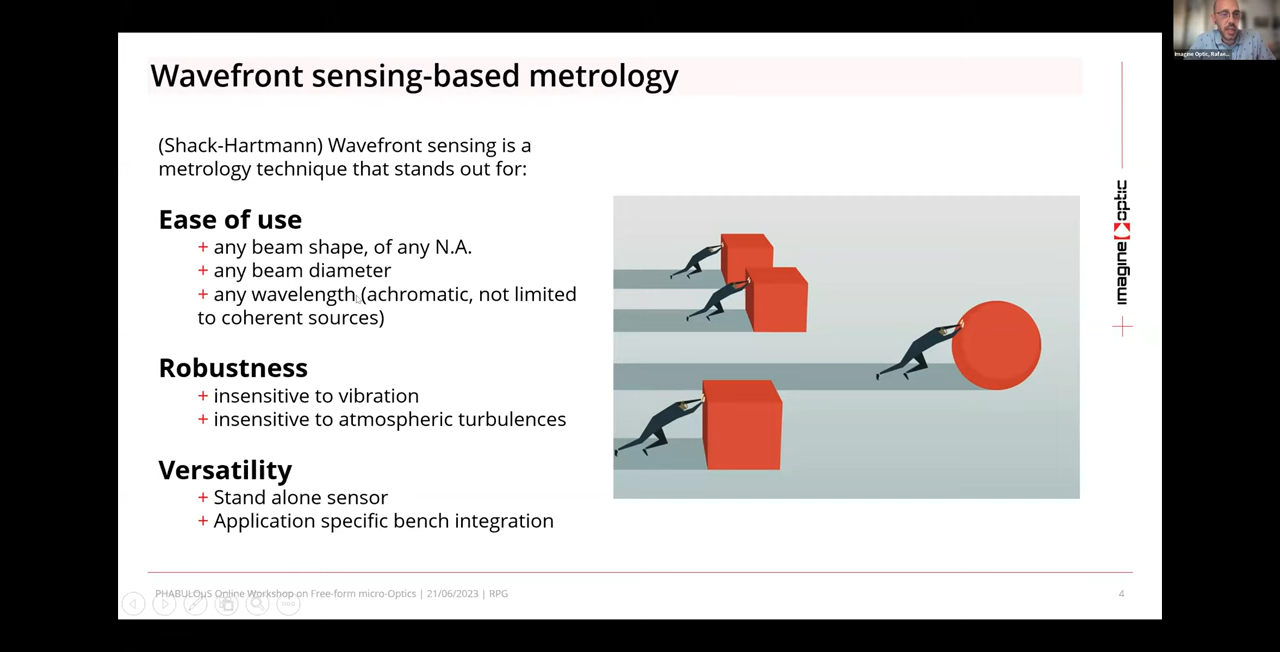 Wavefront sensing-based metrology
(Shack-Hartmann) Wavefront sensing is a
metrology technique that stands out for:
Ease of use
+ any beam shape, of any N.A.
+ any beam diameter
+ any wavelength (achromatic, not limited
to coherent sources)
Robustness
+ insensitive to vibration
+ insensitive to atmospheric turbulences
Versatility
+ Stand alone sensor
+ Application specific bench integration
imagine optic
PHABULOµS Online Workshop on Free-form micro-Optics | 21/06/2023 | RPG
4
Imagine Optic, Rafae...